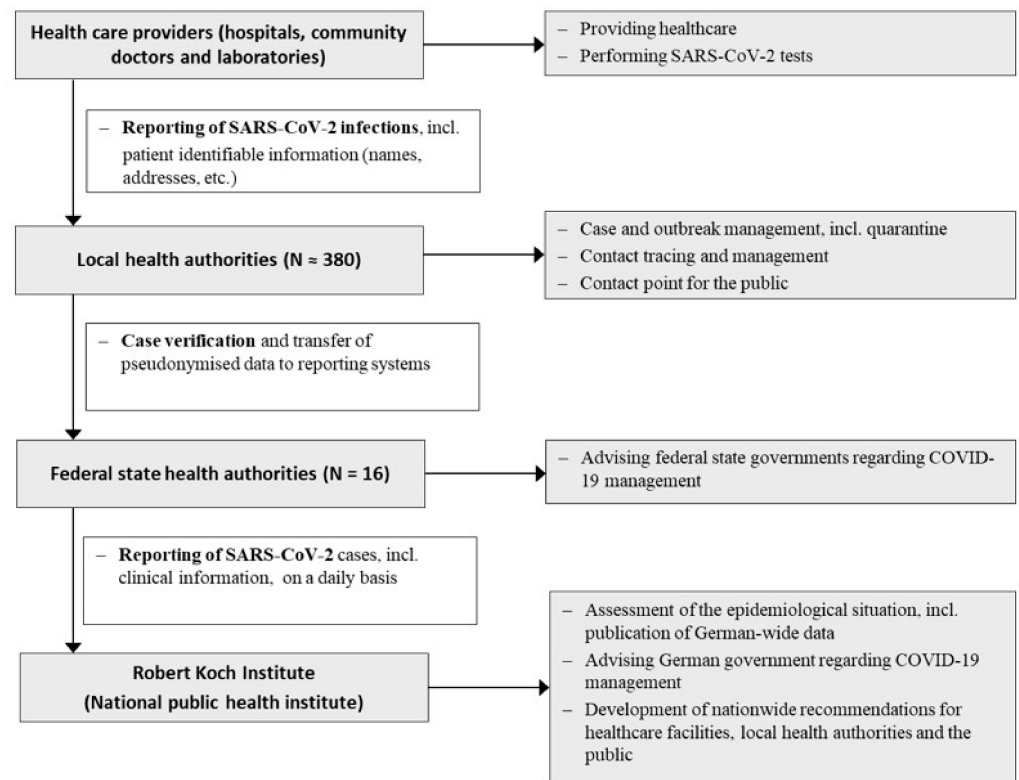 Health care providers (hospitals, community
doctors and laboratories)
– Providing healthcare
– Performing SARS-CoV-2 tests
– Reporting of SARS-CoV-2 infections, incl.
patient identifiable information (names,
addresses, etc.)
Local health authorities (N ≈ 380)
– Case and outbreak management, incl. quarantine
– Contact tracing and management
– Contact point for the public
– Case verification and transfer of
pseudonymised data to reporting systems
Federal state health authorities (N = 16)
– Advising federal state governments regarding COVID-
19 management
– Reporting of SARS-CoV-2 cases, incl.
clinical information, on a daily basis
Robert Koch Institute
(National public health institute)
– Assessment of the epidemiological situation, incl.
publication of German-wide data
– Advising German government regarding COVID-19
management
– Development of nationwide recommendations for
healthcare facilities, local health authorities and the
public